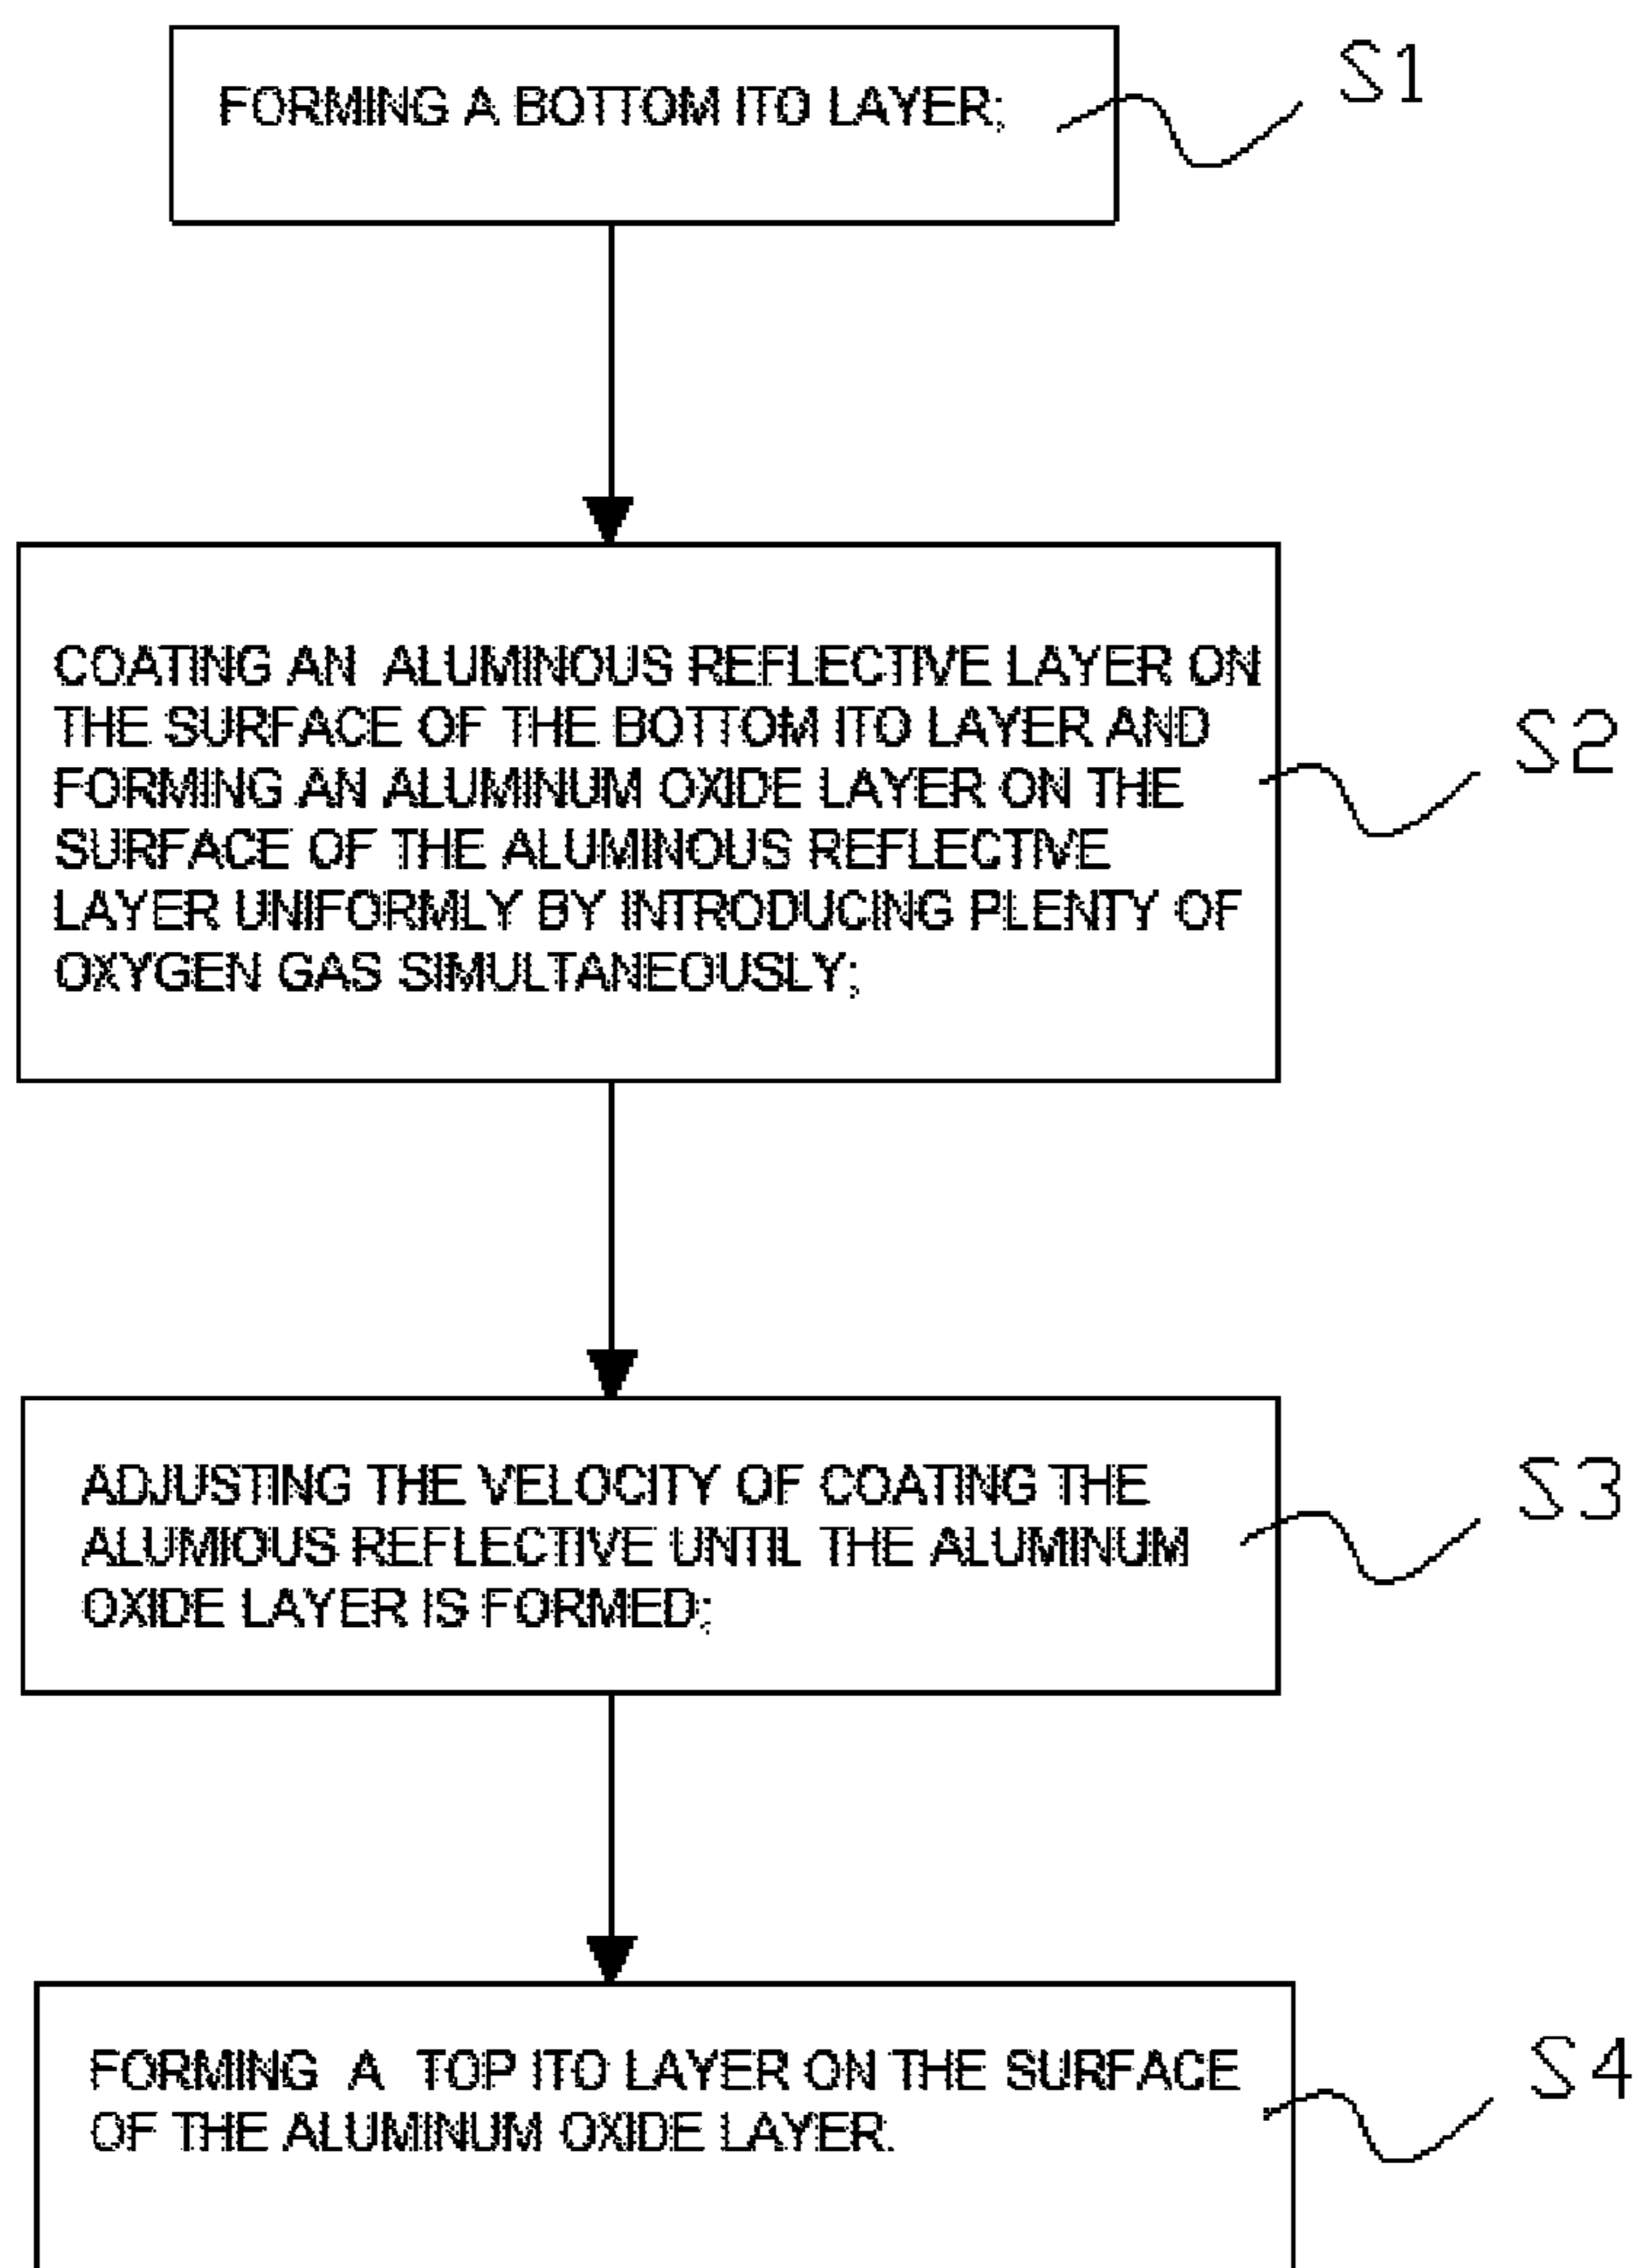 FORMING A BOTTOM ITO LAYER;
S1
COATING AN ALUMINOUS REFLECTIVE LAYER ON
THE SURFACE OF THE BOTTOM ITO LAYER AND
FORMING AN ALUMINUM OXIDE LAYER ON THE
SURFACE OF THE ALUMINOUS REFLECTIVE
LAYER UNIFORMLY BY INTRODUCING PLENTY OF
OXYGEN GAS SIMULTANEOUSLY;
S2
ADJUSTING THE VELOCITY OF COATING THE
ALUMIOUS REFLECTIVE UNTIL THE ALUMINUM
OXIDE LAYER IS FORMED;
S3
FORMING A TOP ITO LAYER ON THE SURFACE
OF THE ALUMINUM OXIDE LAYER.
S4